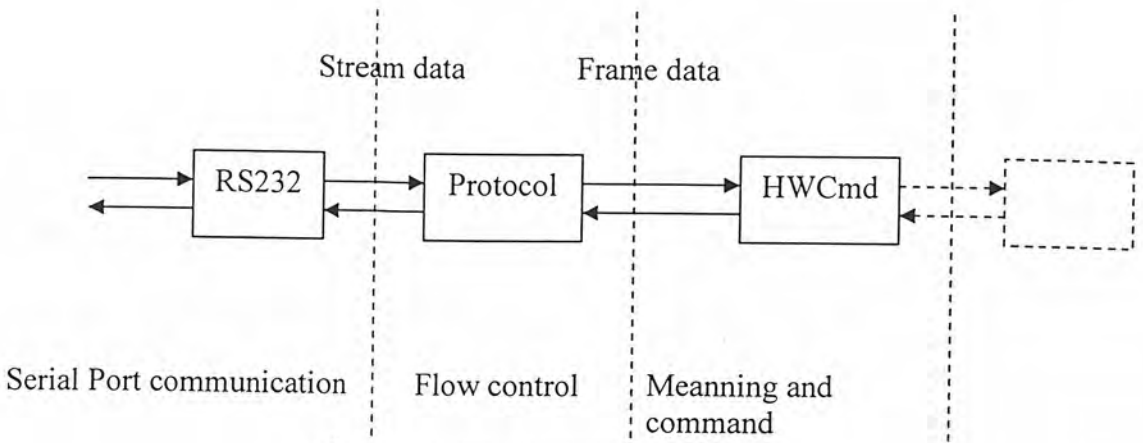 Stream data
Frame data
RS232
Protocol
HWCmd
Serial Port communication
Flow control
Meanning and
command